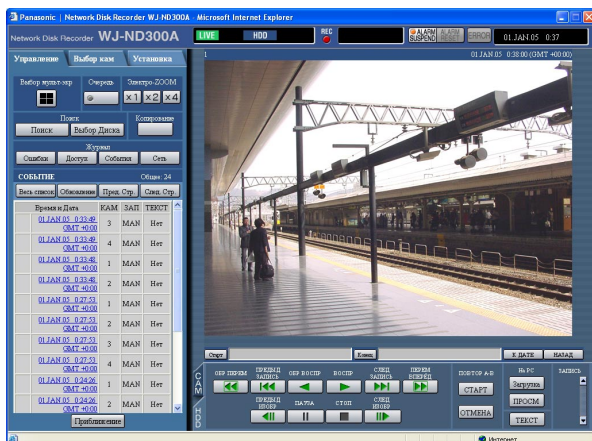 Panasonic | Network Disk Recorder WJ-ND300A - Microsoft Internet Explorer
Network Disk Recorder WJ-ND300A
LIVE HDD REC ALARM SUSPEND ALARM RESET ERROR 01.JAN.05 0:37
Управление Выбор кам Установка
1 01.JAN.05 0:38:00 (GMT +00:00)
Выбор мульт-экр Очередь Электро-ZOOM
x1 x2 x4
Поиск Копирование
Поиск Выбор Диска
Журнал
Ошибки Доступ События Сеть
СОБЫТИЕ Общее: 24
Весь список Обновление Пред. Стр. След. Стр.
Время и Дата КАМ ЗАП ТЕКСТ
01.JAN.05 0:33:49 GMT +0:00 3 MAN Нет
01.JAN.05 0:33:49 GMT +0:00 4 MAN Нет
01.JAN.05 0:33:48 GMT +0:00 1 MAN Нет
01.JAN.05 0:33:48 GMT +0:00 2 MAN Нет
01.JAN.05 0:27:53 GMT +0:00 1 MAN Нет
01.JAN.05 0:27:53 GMT +0:00 2 MAN Нет
01.JAN.05 0:27:53 GMT +0:00 3 MAN Нет
01.JAN.05 0:27:53 GMT +0:00 4 MAN Нет
01.JAN.05 0:24:26 GMT +0:00 1 MAN Нет
01.JAN.05 0:24:26 GMT +0:00 2 MAN Нет
Приближение
Старт Конец К ДАТЕ НАЗАД
CAM
HDD
ОБР ПЕРЕМ ПРЕДЫД ЗАПИСЬ ОБР ВОСПР ВОСПР СЛЕД ЗАПИСЬ ПЕРЕМ ВПЕРЁД
ПРЕДЫД ИЗОБР ПАУЗА СТОП СЛЕД ИЗОБР
ПОВТОР A-B
СТАРТ
ОТМЕНА
На PC
Загрузка
ПРОСМ
ТЕКСТ
ЗАПИСЬ
Интернет